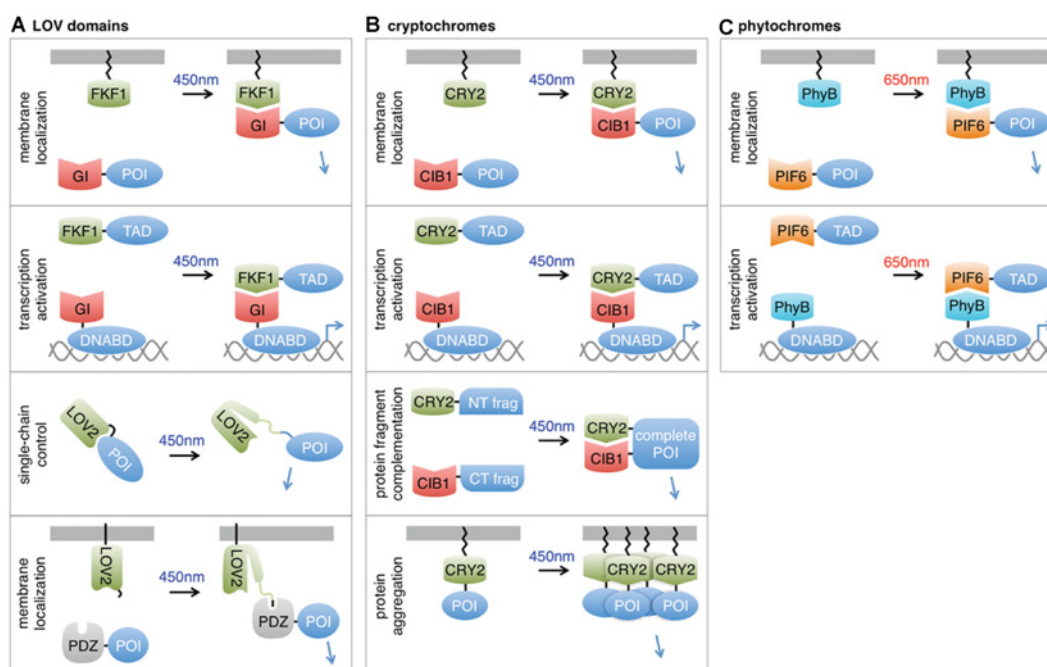 A LOV domains
membrane
localization
FKF1
GI
POI
450nm
FKF1
GI
POI
transcription
activation
FKF1
TAD
GI
DNABD
450nm
FKF1
TAD
GI
DNABD
single-chain
control
LOV2
POI
450nm
LOV2
POI
membrane
localization
LOV2
PDZ
POI
450nm
LOV2
PDZ
POI
B cryptochromes
membrane
localization
CRY2
CIB1
POI
450nm
CRY2
CIB1
POI
transcription
activation
CRY2
TAD
CIB1
DNABD
450nm
CRY2
TAD
CIB1
DNABD
protein fragment
complementation
CRY2
NT frag
CIB1
CT frag
450nm
CRY2
CIB1
complete
POI
protein
aggregation
CRY2
POI
450nm
CRY2
CRY2
POI
POI
C phytochromes
membrane
localization
PhyB
PIF6
POI
650nm
PhyB
PIF6
POI
transcription
activation
PIF6
TAD
PhyB
DNABD
650nm
PIF6
TAD
PhyB
DNABD